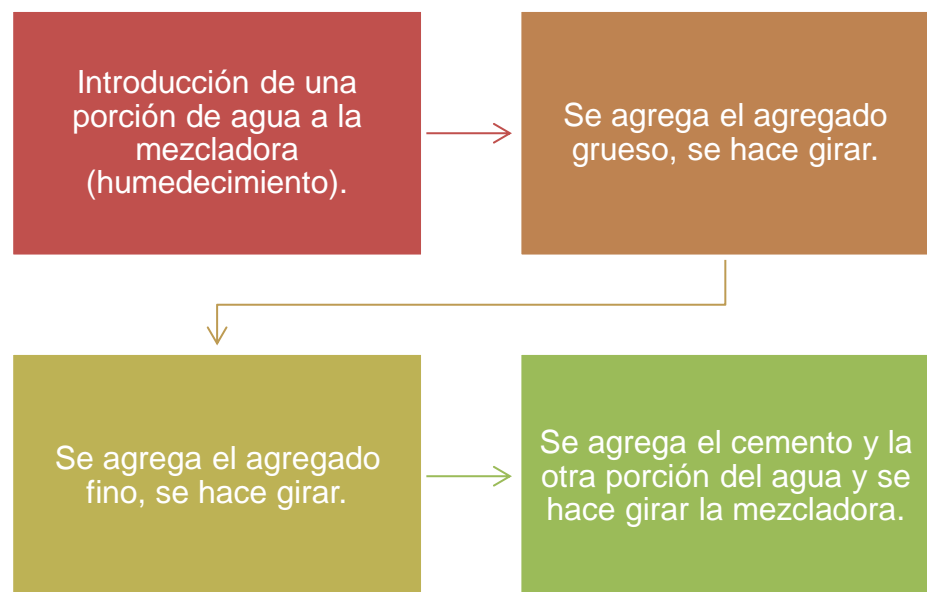 Introducción de una
porción de agua a la
mezcladora
(humedecimiento).
Se agrega el agregado
grueso, se hace girar.
Se agrega el agregado
fino, se hace girar.
Se agrega el cemento y la
otra porción del agua y se
hace girar la mezcladora.